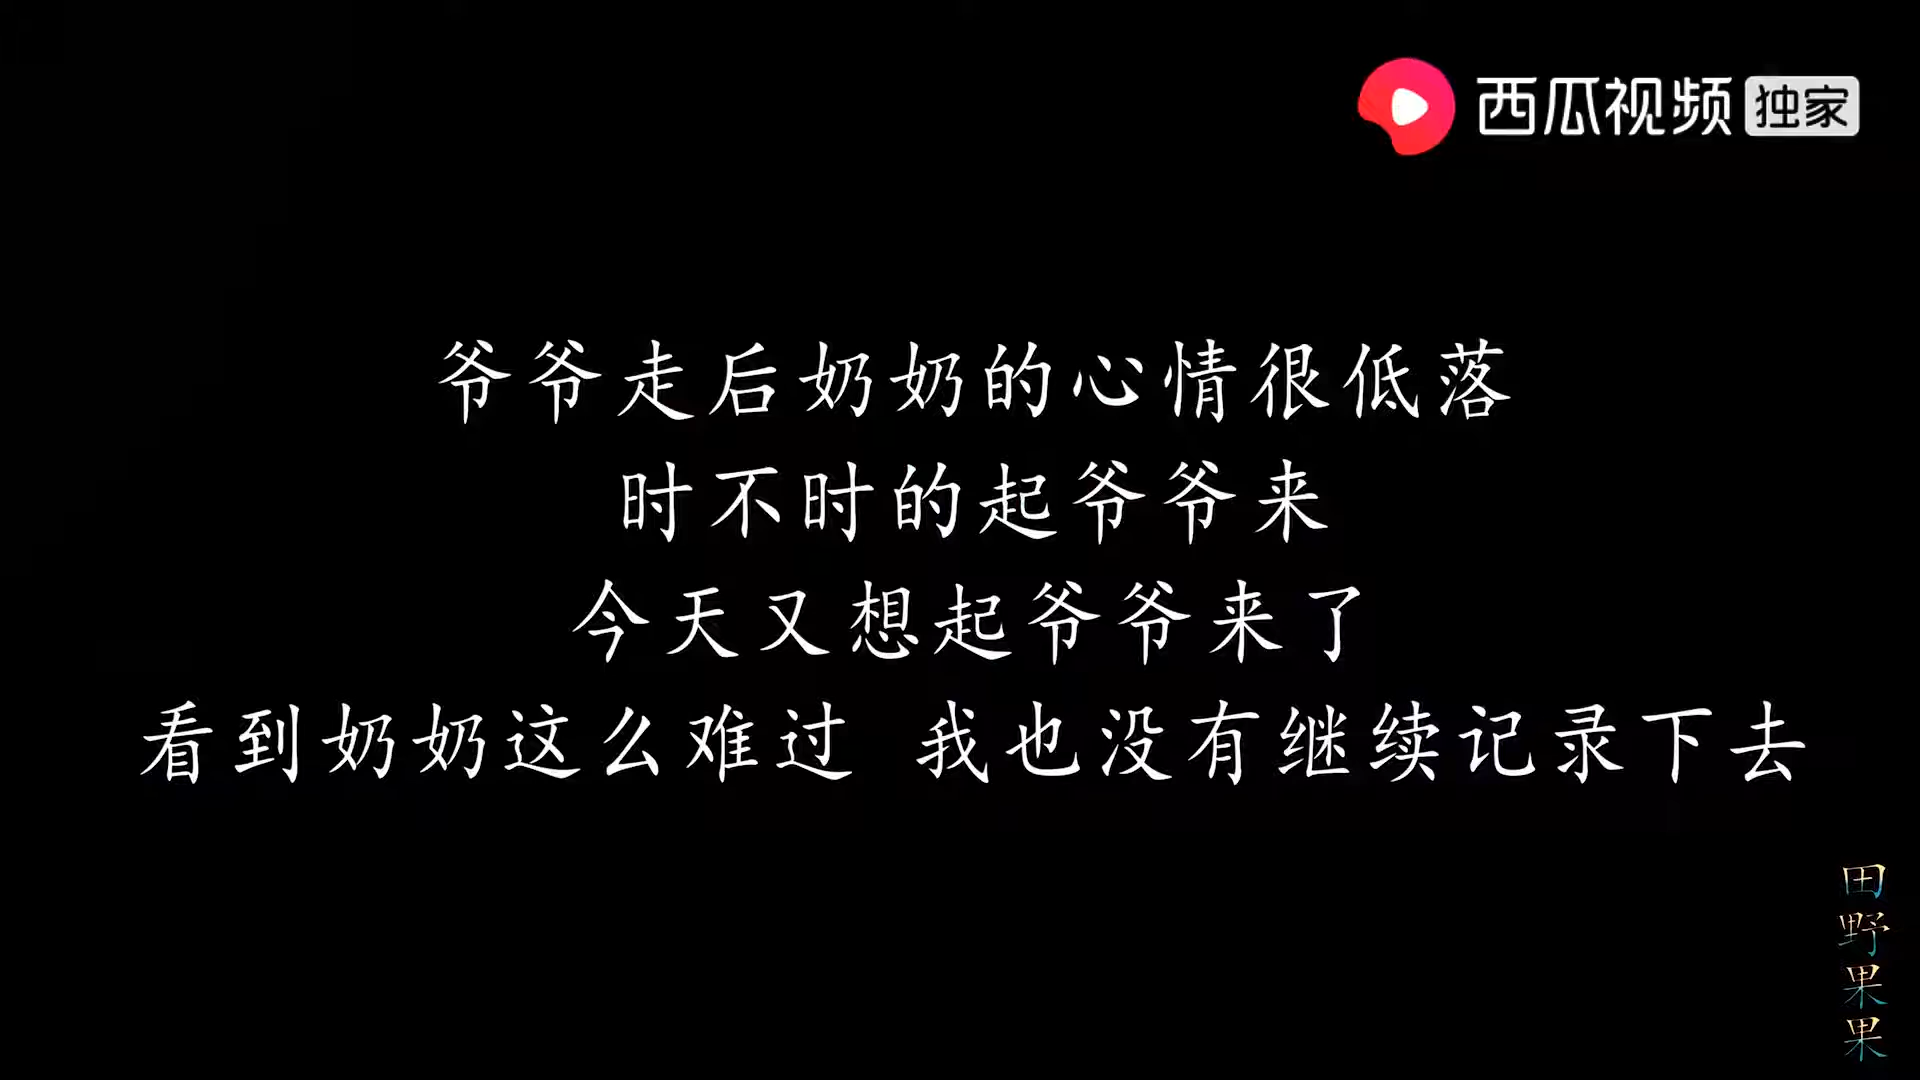 西瓜视频 独家
爷爷走后奶奶的心情很低落
时不时的起爷爷来
今天又想起爷爷来了
看到奶奶这么难过 我也没有继续记录下去
田野果果